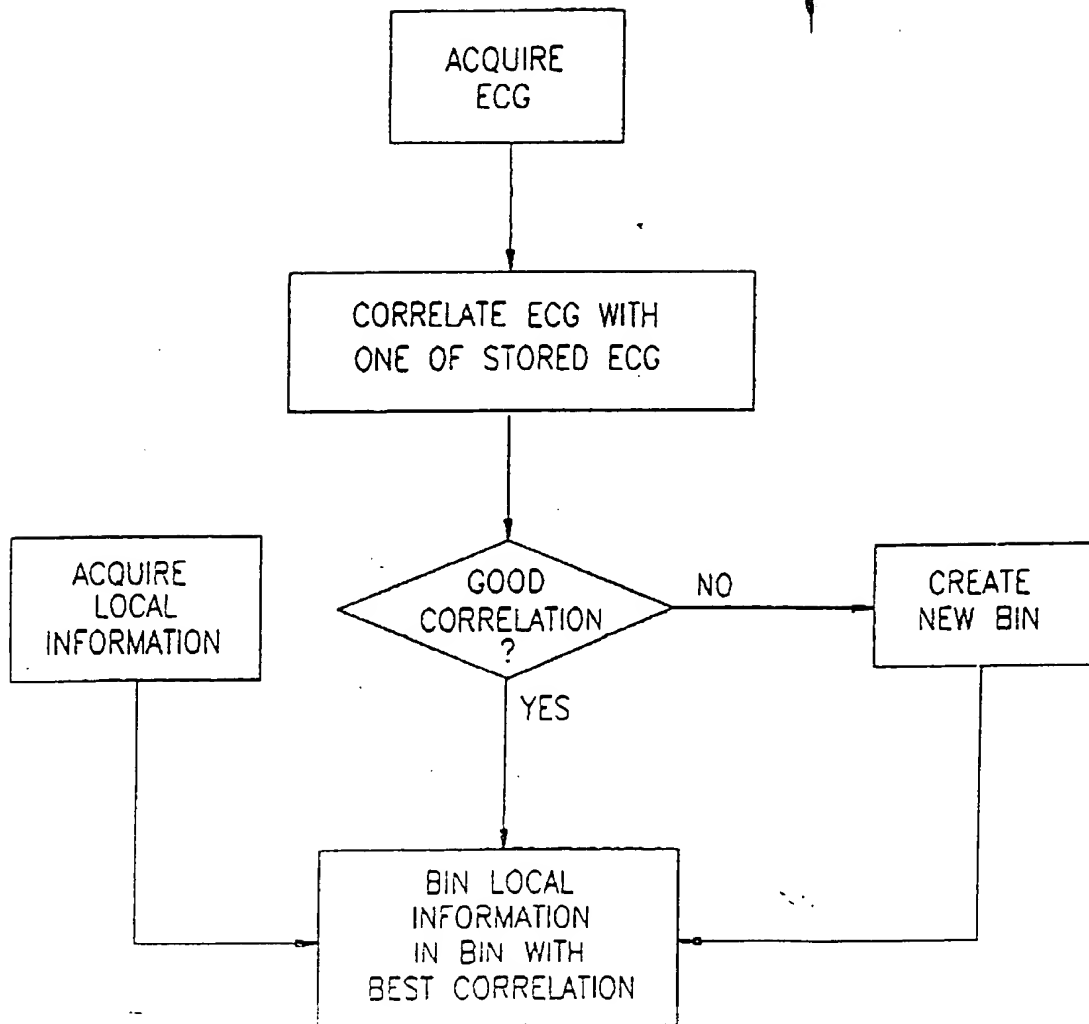 ACQUIRE
ECG
CORRELATE ECG WITH
ONE OF STORED ECG
ACQUIRE
LOCAL
INFORMATION
GOOD
CORRELATION
?
NO
CREATE
NEW BIN
YES
BIN LOCAL
INFORMATION
IN BIN WITH
BEST CORRELATION